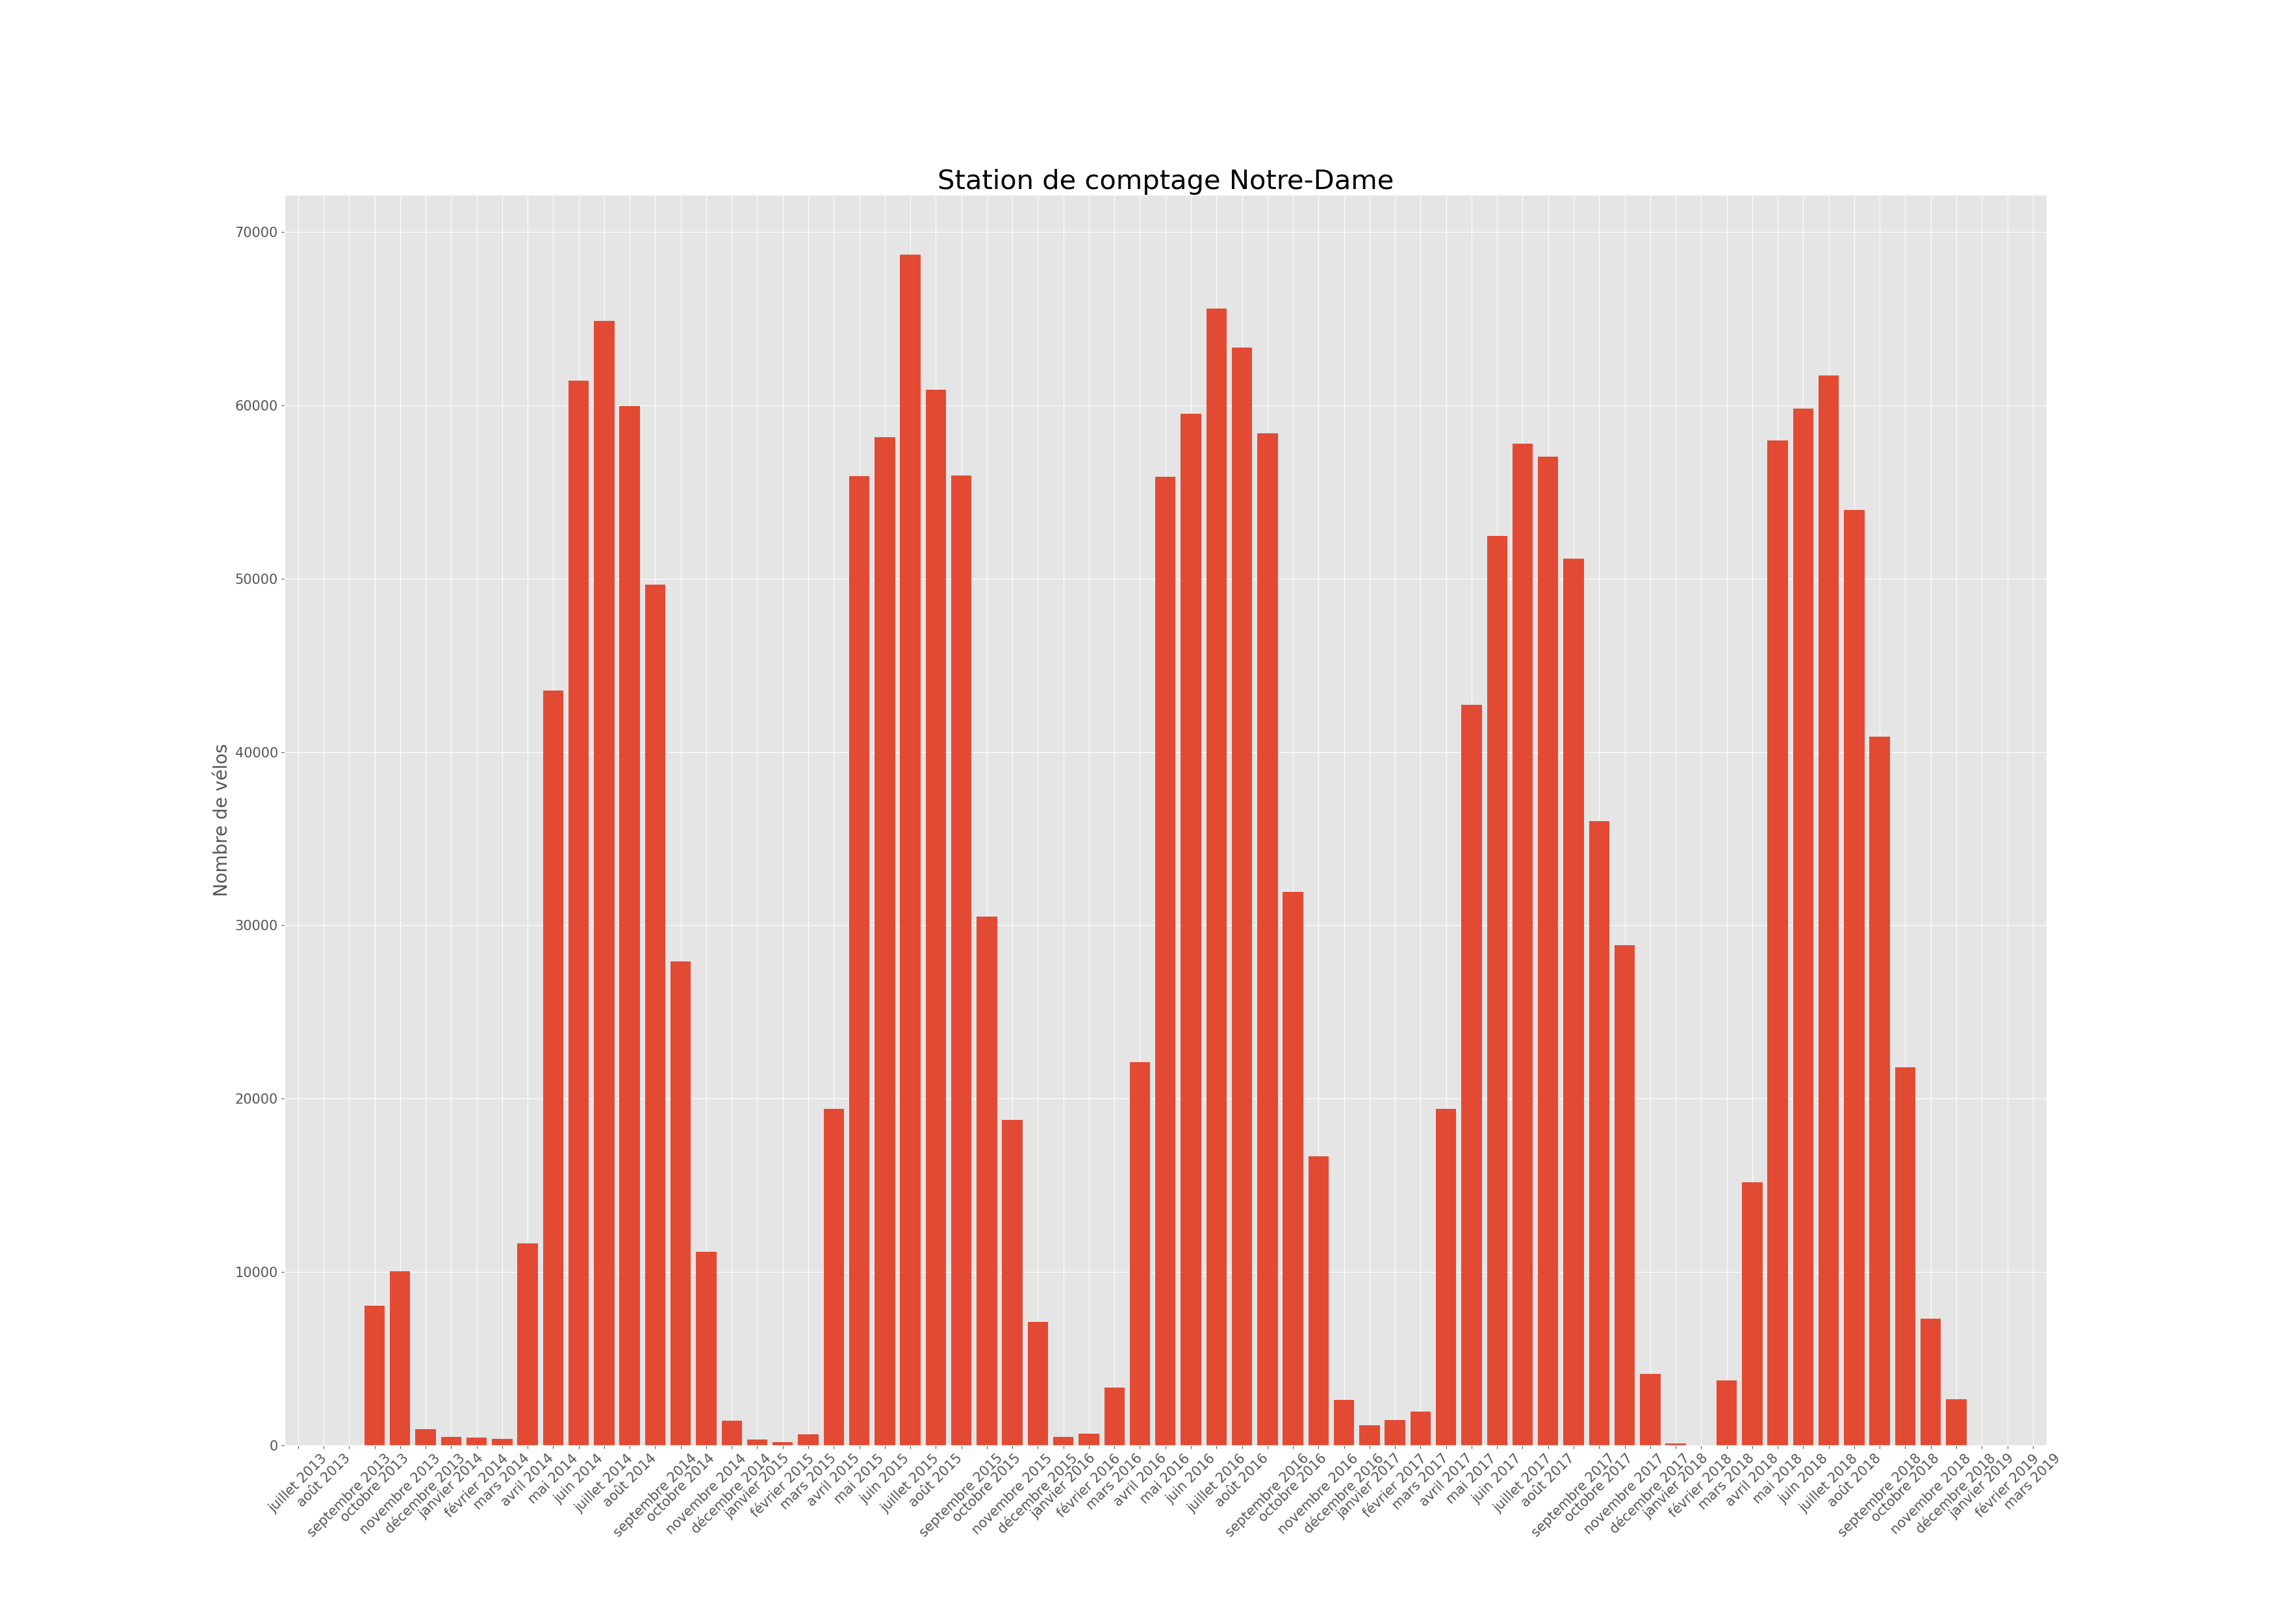 Station de comptage Notre-Dame
Nombre de vélos
70000
60000
50000
40000
30000
20000
10000
0
juillet 2013
août 2013
septembre 2013
octobre 2013
novembre 2013
décembre 2013
janvier 2014
février 2014
mars 2014
avril 2014
mai 2014
juin 2014
juillet 2014
août 2014
septembre 2014
octobre 2014
novembre 2014
décembre 2014
janvier 2015
février 2015
mars 2015
avril 2015
mai 2015
juin 2015
juillet 2015
août 2015
septembre 2015
octobre 2015
novembre 2015
décembre 2015
janvier 2016
février 2016
mars 2016
avril 2016
mai 2016
juin 2016
juillet 2016
août 2016
septembre 2016
octobre 2016
novembre 2016
décembre 2016
janvier 2017
février 2017
mars 2017
avril 2017
mai 2017
juin 2017
juillet 2017
août 2017
septembre 2017
octobre 2017
novembre 2017
décembre 2017
janvier 2018
février 2018
mars 2018
avril 2018
mai 2018
juin 2018
juillet 2018
août 2018
septembre 2018
octobre 2018
novembre 2018
décembre 2018
janvier 2019
février 2019
mars 2019